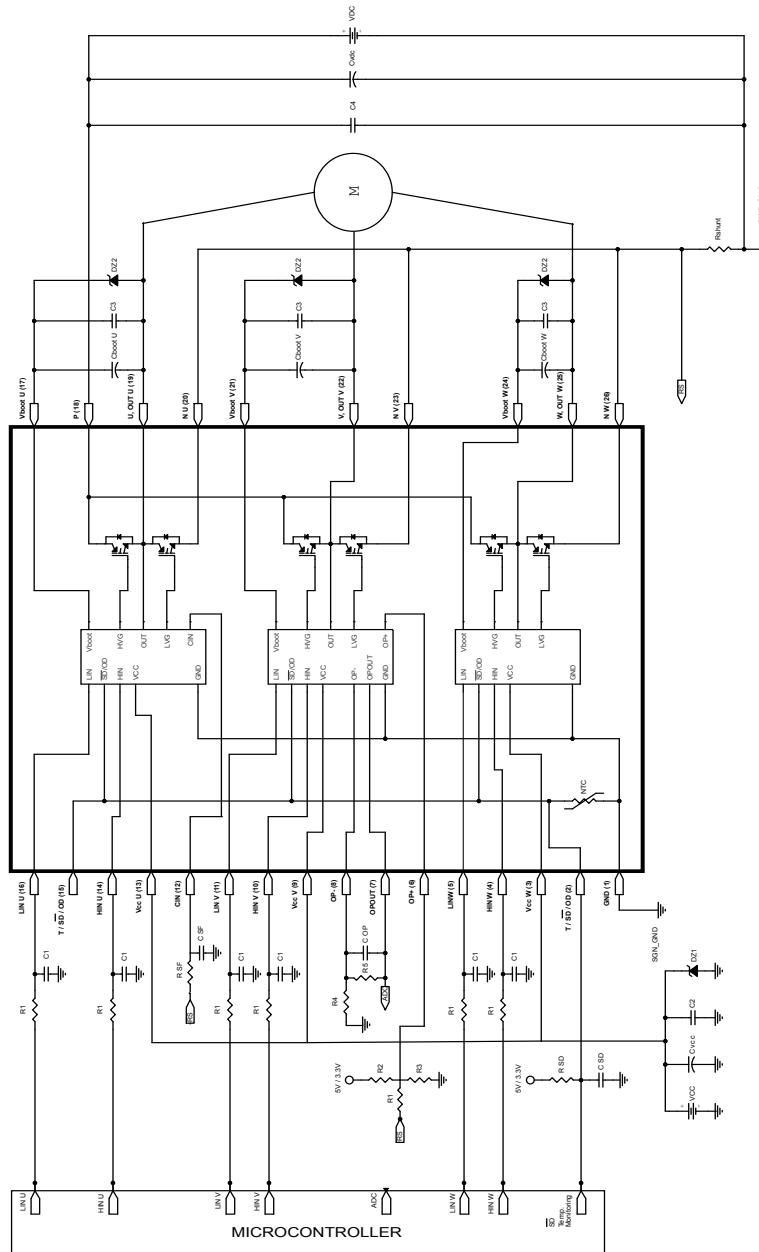 MICROCONTROLLER
LIN U
HIN U
LIN V
HIN V
ADC
LIN W
HIN W
SD
Temp.
Monitoring
R1
C1
R1
C1
RS
R SF
C SF
R1
C1
R1
C1
5V / 3.3V
R2
R3
R1
RS
R4
R5
C OP
ADC
R1
C1
R1
C1
5V / 3.3V
R SD
C SD
VCC
Cvcc
C2
DZ1
SGN_GND
LIN U (16)
T / SD / OD (15)
HIN U (14)
Vcc U (13)
CIN (12)
LIN V (11)
HIN V (10)
Vcc V (9)
OP- (8)
OPOUT (7)
OP+ (6)
LINW (5)
HINW (4)
Vcc W (3)
T / SD / OD (2)
GND (1)
NTC
LIN
SD/OD
HIN
VCC
GND
Vboot
HVG
OUT
LVG
CIN
LIN
SD/OD
HIN
VCC
OP-
OPOUT
GND
Vboot
HVG
OUT
LVG
OP+
LIN
SD/OD
HIN
VCC
GND
Vboot
HVG
OUT
LVG
Vboot U (17)
P (18)
U, OUT U (19)
N U (20)
Vboot V (21)
V, OUT V (22)
N V (23)
Vboot W (24)
W, OUT W (25)
N W (26)
Cboot U
C3
DZ2
Cboot V
C3
DZ2
Cboot W
C3
DZ2
RS
Rshunt
M
C4
Cvdc
VDC